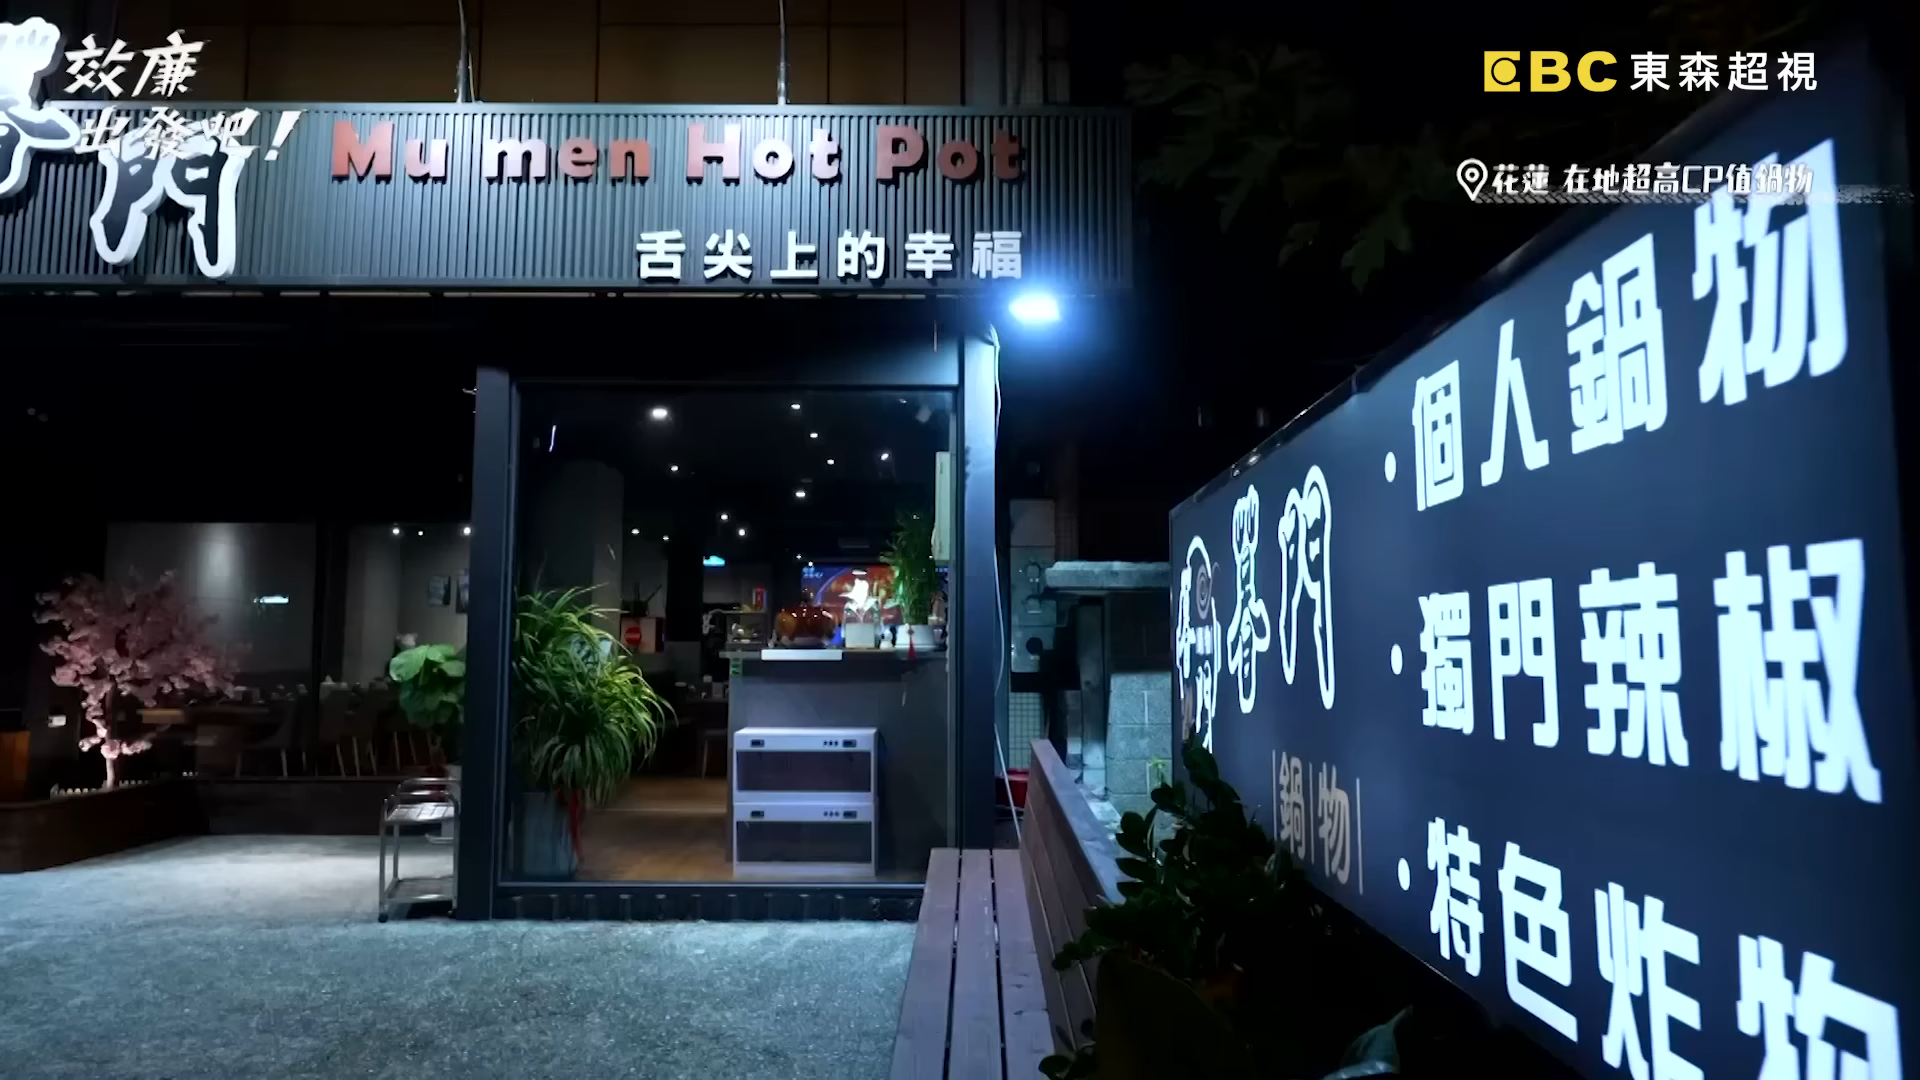 效廉
出發吧!
EBC 東森超視
花蓮 在地超高CP值鍋物
Mu men Hot Pot
舌尖上的幸福
鍋物
·個人鍋物
·獨門辣椒
·特色炸物